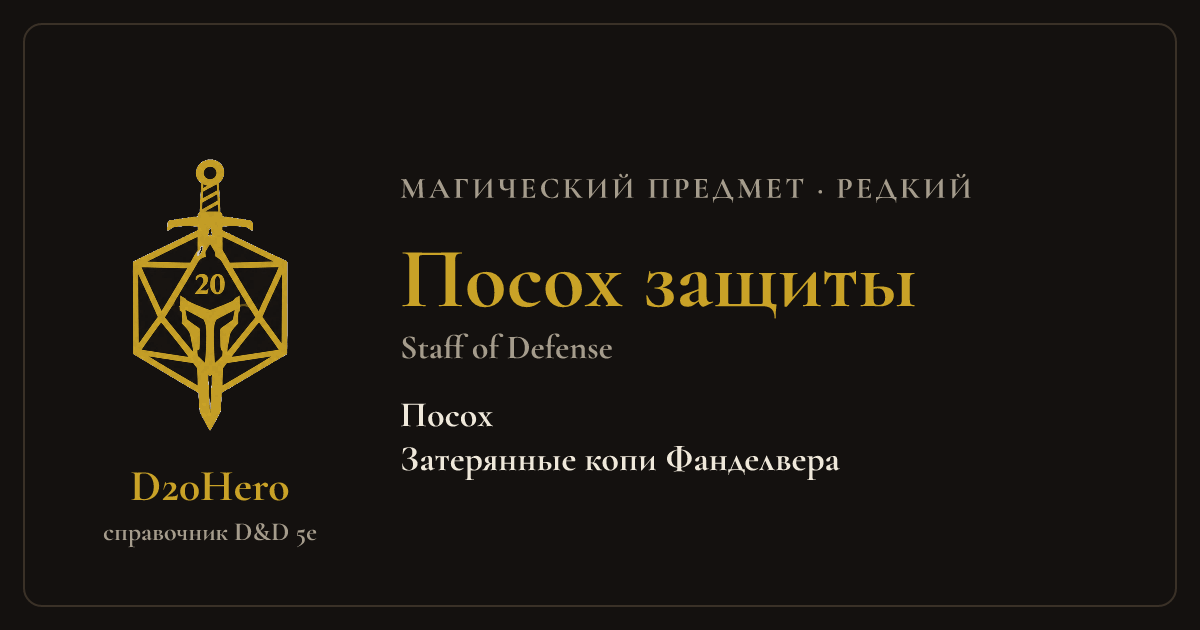 20
D20Hero
справочник D&D 5e
МАГИЧЕСКИЙ ПРЕДМЕТ · РЕДКИЙ
Посох защиты
Staff of Defense
Посох
Затерянные копи Фанделвера